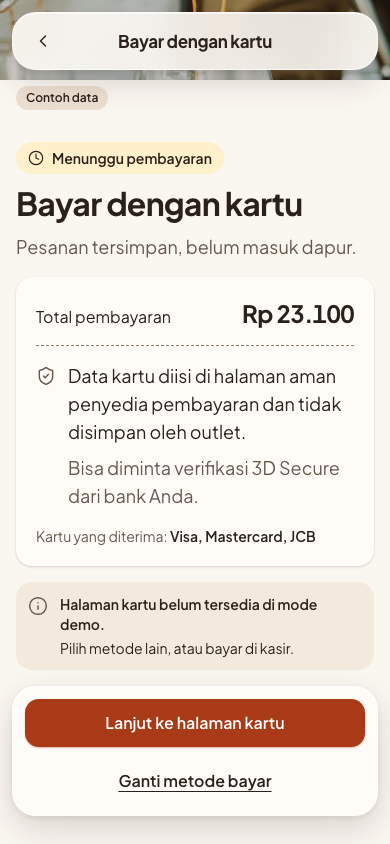 Bayar dengan kartu
Contoh data
Menunggu pembayaran
Bayar dengan kartu
Pesanan tersimpan, belum masuk dapur.
Total pembayaran Rp 23.100
Data kartu diisi di halaman aman
penyedia pembayaran dan tidak
disimpan oleh outlet.
Bisa diminta verifikasi 3D Secure
dari bank Anda.
Kartu yang diterima: Visa, Mastercard, JCB
Halaman kartu belum tersedia di mode
demo.
Pilih metode lain, atau bayar di kasir.
Lanjut ke halaman kartu
Ganti metode bayar